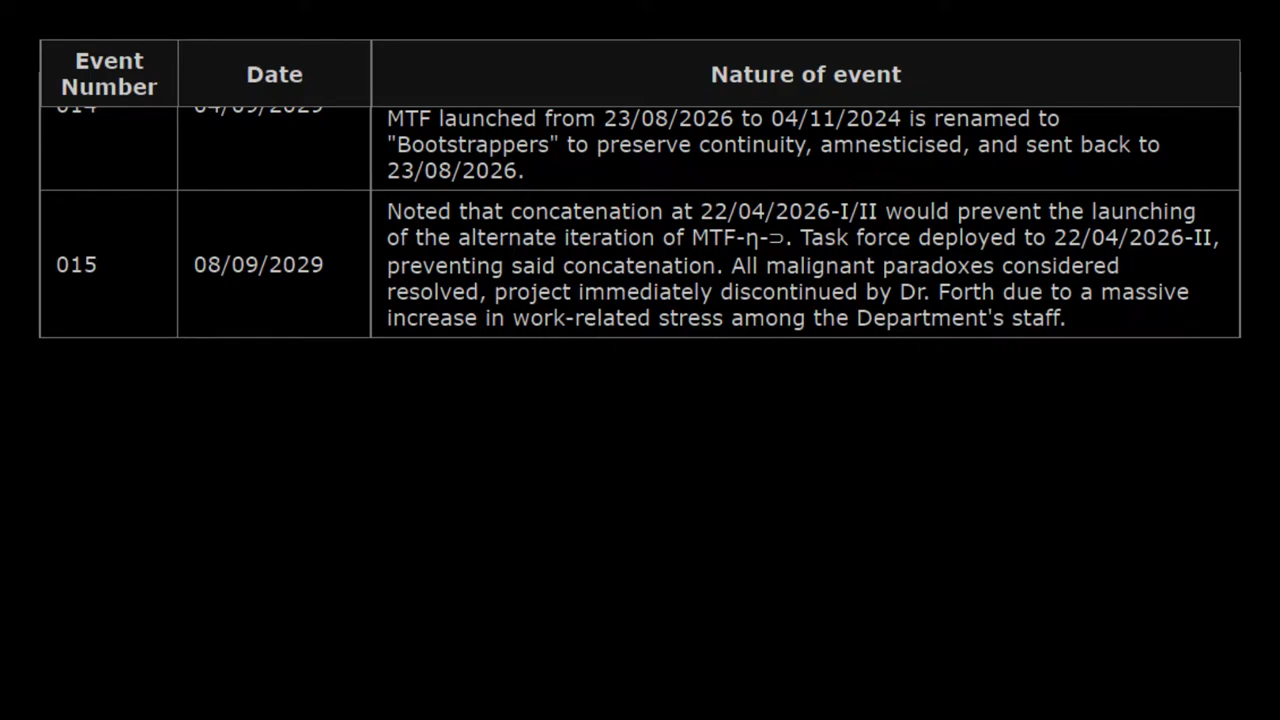 Event
Number
Date
Nature of event
014
04/09/2029
MTF launched from 23/08/2026 to 04/11/2024 is renamed to
"Bootstrappers" to preserve continuity, amnesticised, and sent back to
23/08/2026.
015
08/09/2029
Noted that concatenation at 22/04/2026-I/II would prevent the launching
of the alternate iteration of MTF-η-⊃. Task force deployed to 22/04/2026-II,
preventing said concatenation. All malignant paradoxes considered
resolved, project immediately discontinued by Dr. Forth due to a massive
increase in work-related stress among the Department's staff.